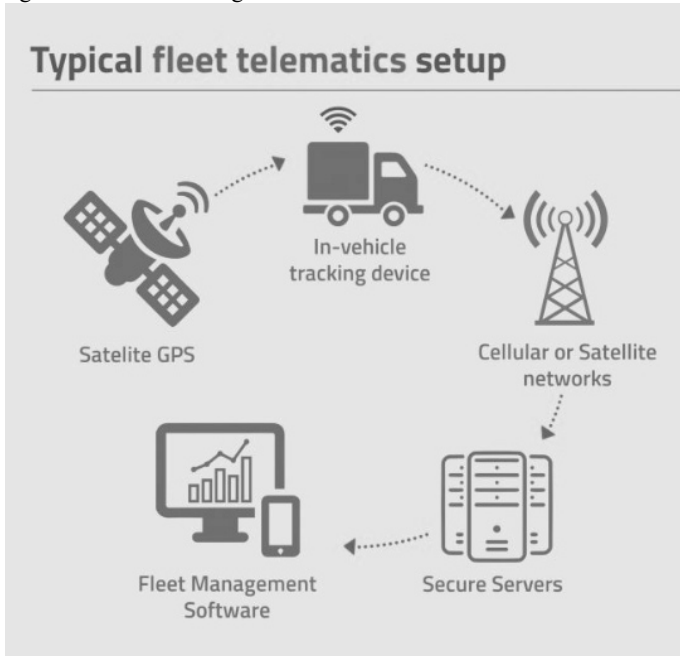 Typical fleet telematics setup
In-vehicle
tracking device
Satelite GPS
Cellular or Satellite
networks
Fleet Management
Software
Secure Servers